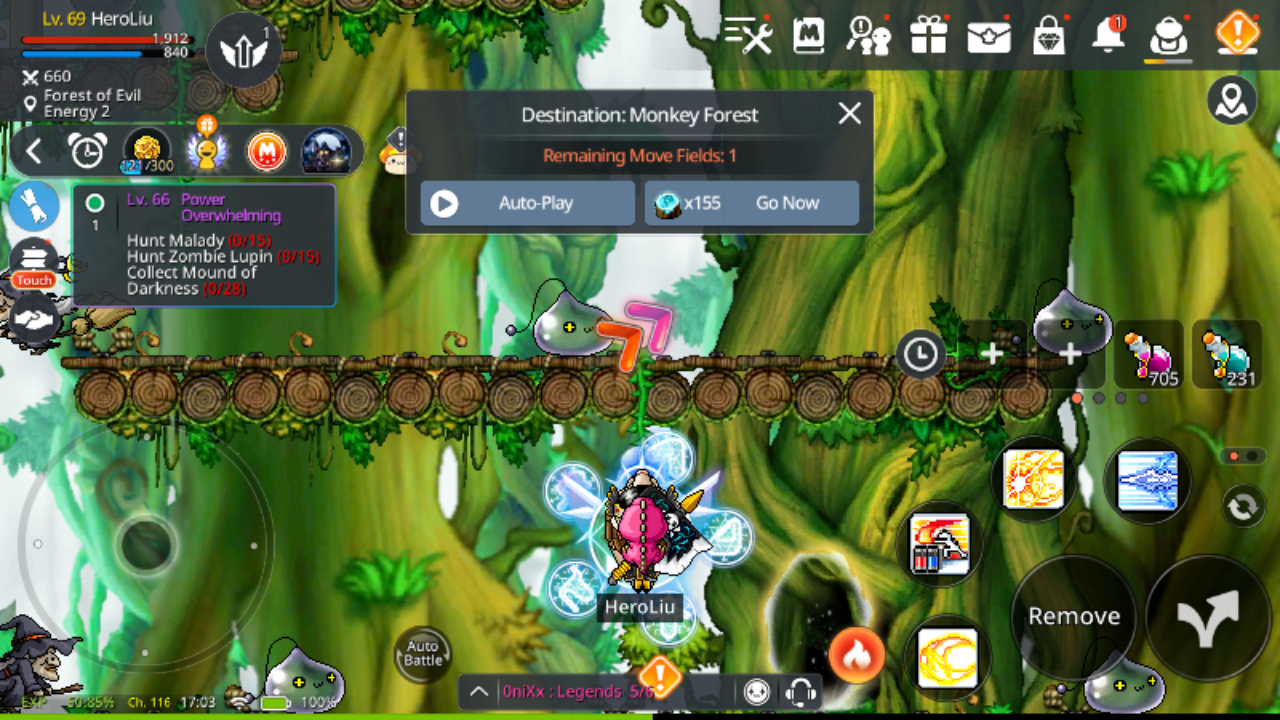 Lv. 69 HeroLiu
1,912
840
1
660
Forest of Evil
Energy 2
121/300
Destination: Monkey Forest
Remaining Move Fields: 1
Auto-Play
x155 Go Now
Lv. 66 Power
Overwhelming
1
Hunt Malady (0/15)
Hunt Zombie Lupin (0/15)
Collect Mound of
Darkness (0/28)
Touch
1
705
231
HeroLiu
Remove
Auto
Battle
0niXx : Legends 5/6
EXP 50.85% Ch. 116 17:03 100%